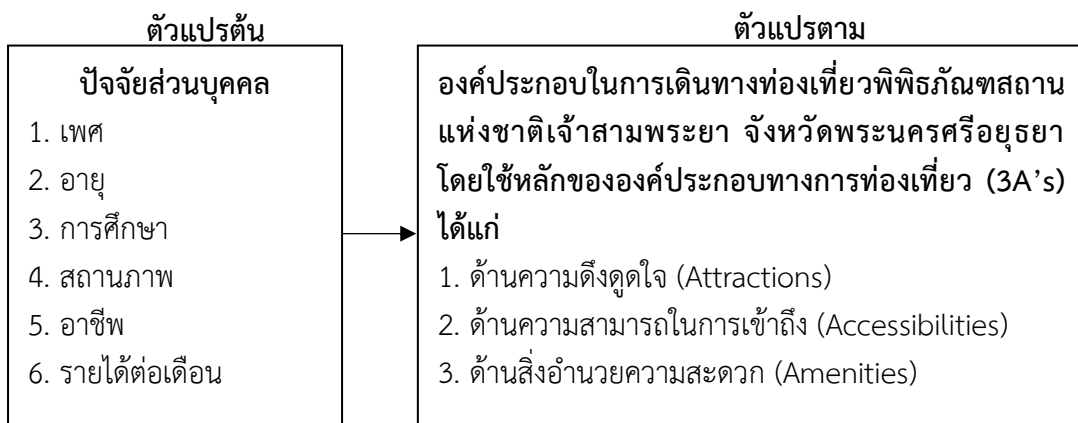 ตัวแปรต้น
ปัจจัยส่วนบุคคล
1. เพศ
2. อายุ
3. การศึกษา
4. สถานภาพ
5. อาชีพ
6. รายได้ต่อเดือน
ตัวแปรตาม
องค์ประกอบในการเดินทางท่องเที่ยวพิพิธภัณฑสถาน
แห่งชาติเจ้าสามพระยา จังหวัดพระนครศรีอยุธยา
โดยใช้หลักขององค์ประกอบทางการท่องเที่ยว (3A’s)
ได้แก่
1. ด้านความดึงดูดใจ (Attractions)
2. ด้านความสามารถในการเข้าถึง (Accessibilities)
3. ด้านสิ่งอำนวยความสะดวก (Amenities)